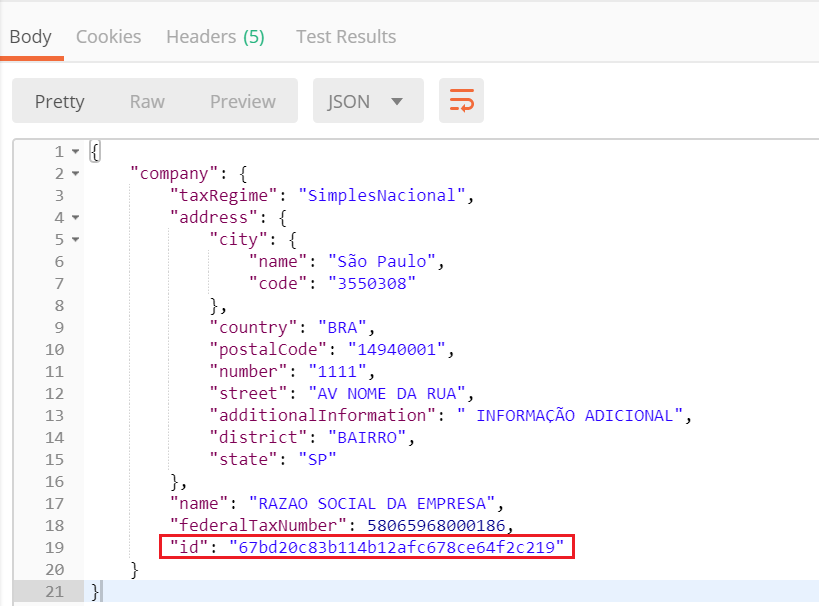 Body Cookies Headers (5) Test Results
Pretty Raw Preview JSON
1 {
2 "company": {
3 "taxRegime": "SimplesNacional",
4 "address": {
5 "city": {
6 "name": "São Paulo",
7 "code": "3550308"
8 },
9 "country": "BRA",
10 "postalCode": "14940001",
11 "number": "1111",
12 "street": "AV NOME DA RUA",
13 "additionalInformation": " INFORMAÇÃO ADICIONAL",
14 "district": "BAIRRO",
15 "state": "SP"
16 },
17 "name": "RAZAO SOCIAL DA EMPRESA",
18 "federalTaxNumber": 58065968000186,
19 "id": "67bd20c83b114b12afc678ce64f2c219"
20 }
21 }